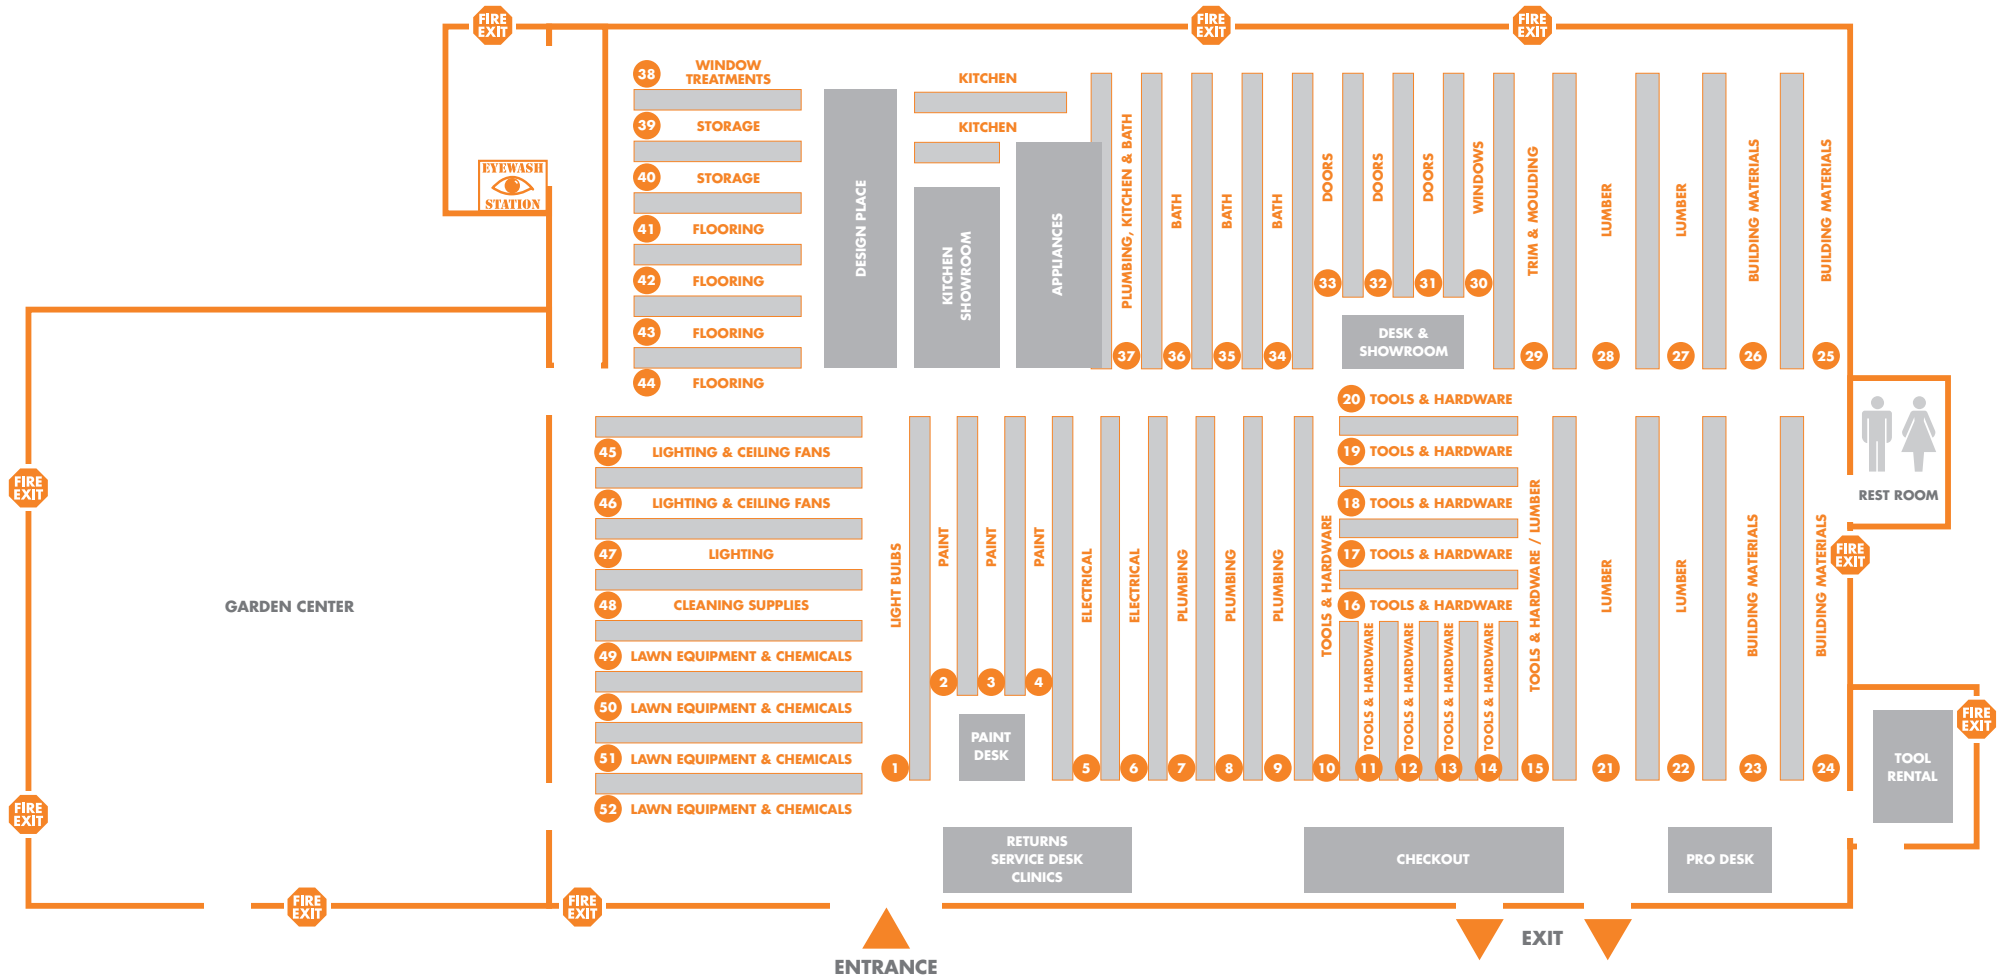 FIRE
EXIT
FIRE
EXIT
FIRE
EXIT
38
WINDOW
TREATMENTS
KITCHEN
39
STORAGE
KITCHEN
EYEWASH
STATION
40
STORAGE
41
FLOORING
42
FLOORING
43
FLOORING
44
FLOORING
DESIGN PLACE
KITCHEN
SHOWROOM
APPLIANCES
PLUMBING, KITCHEN & BATH
37
BATH
36
BATH
35
BATH
34
DOORS
33
DOORS
32
DOORS
31
WINDOWS
30
DESK &
SHOWROOM
TRIM & MOULDING
29
LUMBER
28
LUMBER
27
BUILDING MATERIALS
26
BUILDING MATERIALS
25
REST ROOM
FIRE
EXIT
FIRE
EXIT
GARDEN CENTER
FIRE
EXIT
FIRE
EXIT
FIRE
EXIT
45
LIGHTING & CEILING FANS
46
LIGHTING & CEILING FANS
47
LIGHTING
48
CLEANING SUPPLIES
49
LAWN EQUIPMENT & CHEMICALS
50
LAWN EQUIPMENT & CHEMICALS
51
LAWN EQUIPMENT & CHEMICALS
52
LAWN EQUIPMENT & CHEMICALS
LIGHT BULBS
1
PAINT
2
PAINT
3
PAINT
4
PAINT
DESK
ELECTRICAL
5
ELECTRICAL
6
PLUMBING
7
PLUMBING
8
PLUMBING
9
TOOLS & HARDWARE
10
20
TOOLS & HARDWARE
19
TOOLS & HARDWARE
18
TOOLS & HARDWARE
17
TOOLS & HARDWARE
16
TOOLS & HARDWARE
TOOLS & HARDWARE
11
TOOLS & HARDWARE
12
TOOLS & HARDWARE
13
TOOLS & HARDWARE
14
TOOLS & HARDWARE / LUMBER
15
LUMBER
21
LUMBER
22
BUILDING MATERIALS
23
BUILDING MATERIALS
24
FIRE
EXIT
TOOL
RENTAL
RETURNS
SERVICE DESK
CLINICS
CHECKOUT
PRO DESK
ENTRANCE
EXIT